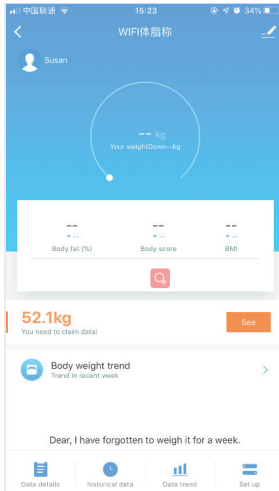 中国联通 15:23 34%
WIFI体脂称
Susan
-- kg
Your weightDown--kg
-- -- --
-- -- --
Body fat (%) Body score BMI
52.1kg
You need to claim data!
See
Body weight trend
Trend in recent week
Dear, I have forgotten to weigh it for a week.
Data details historical data Data trend Set up